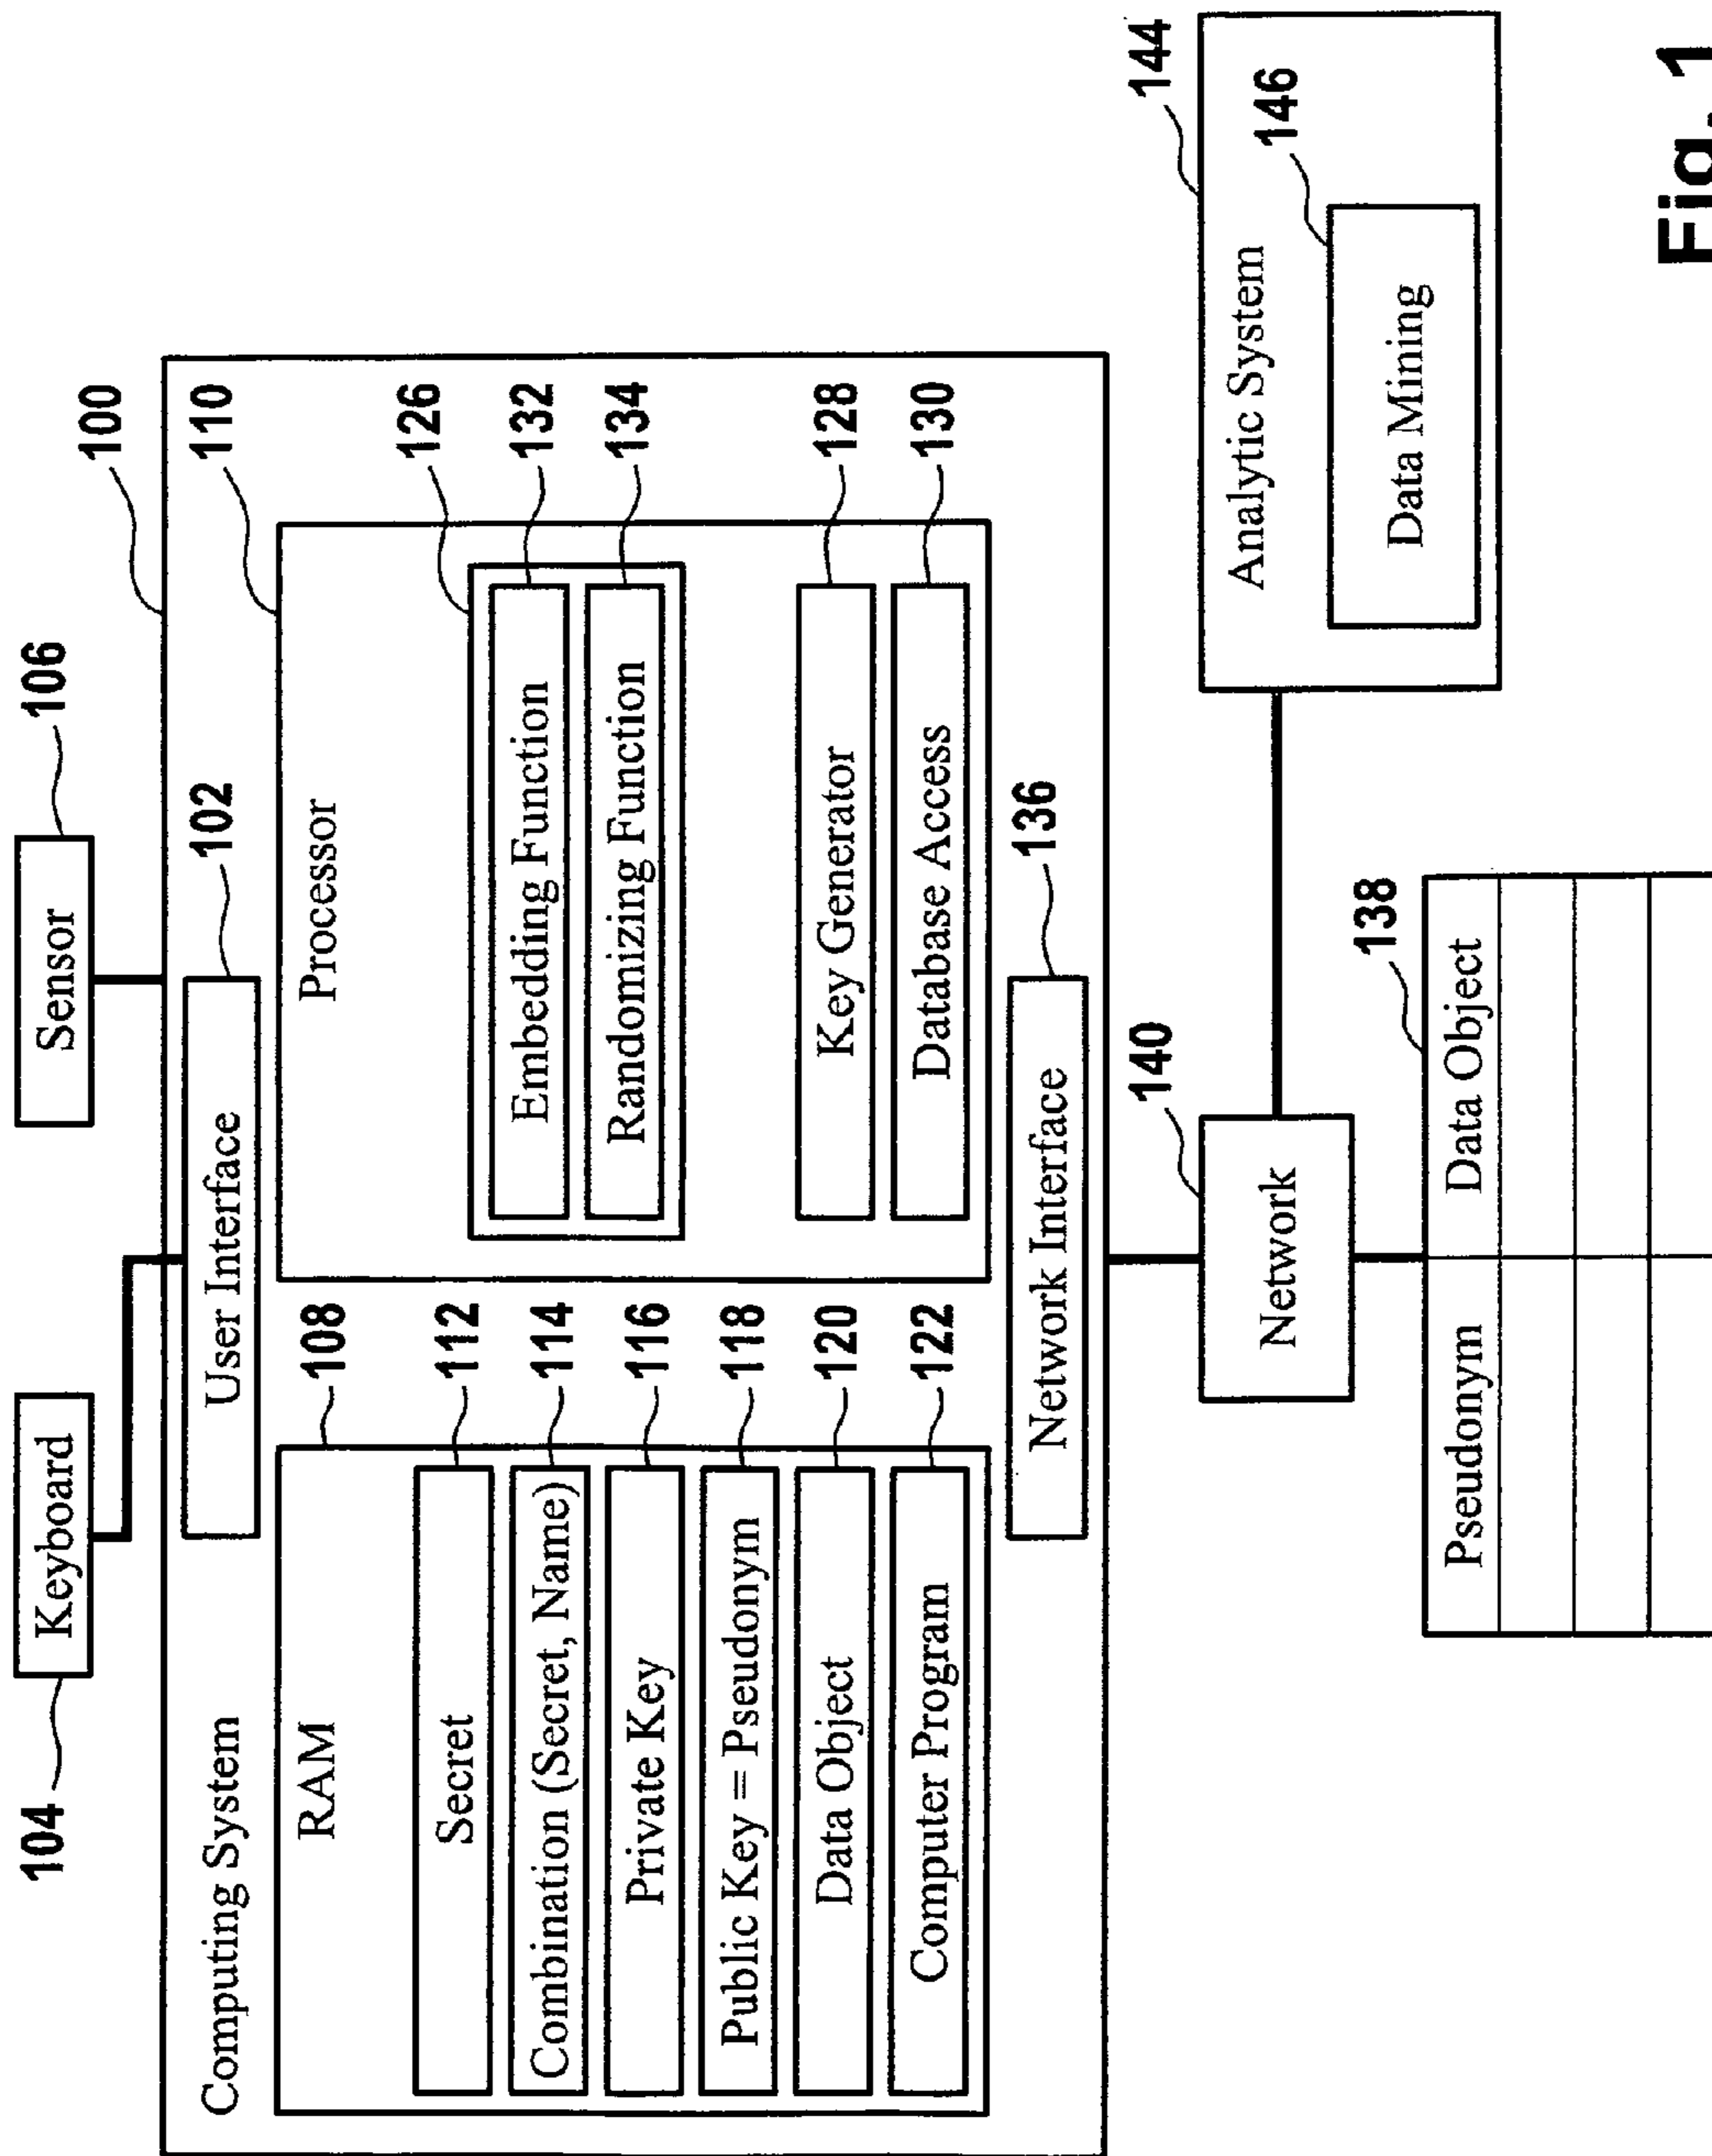 104
Keyboard
Sensor
106
Computing System
100
User Interface
102
RAM
108
Secret
112
Combination (Secret, Name)
114
Private Key
116
Public Key = Pseudonym
118
Data Object
120
Computer Program
122
Processor
110
126
Embedding Function
132
Randomizing Function
134
Key Generator
128
Database Access
130
Network Interface
136
Network
140
Analytic System
144
Data Mining
146
Pseudonym
Data Object
138
Fig. 1